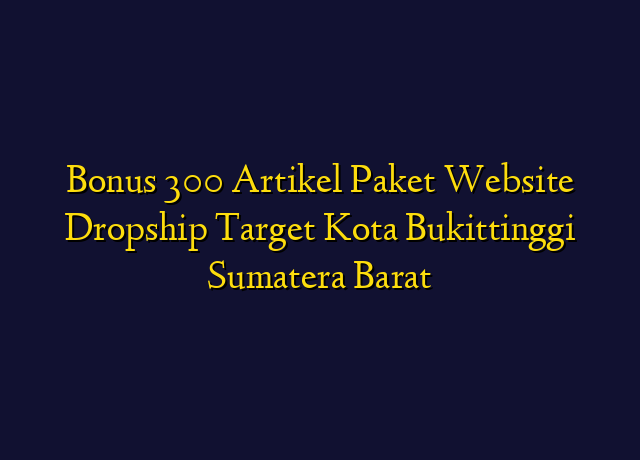 Bonus 300 Artikel Paket Website
Dropship Target Kota Bukittinggi
Sumatera Barat